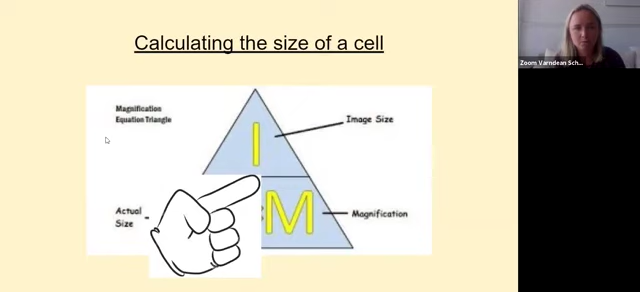 Calculating the size of a cell
Zoom Varndean Sch...
Magnification
Equation Triangle
Image Size
I
M
Actual
Size
Magnification